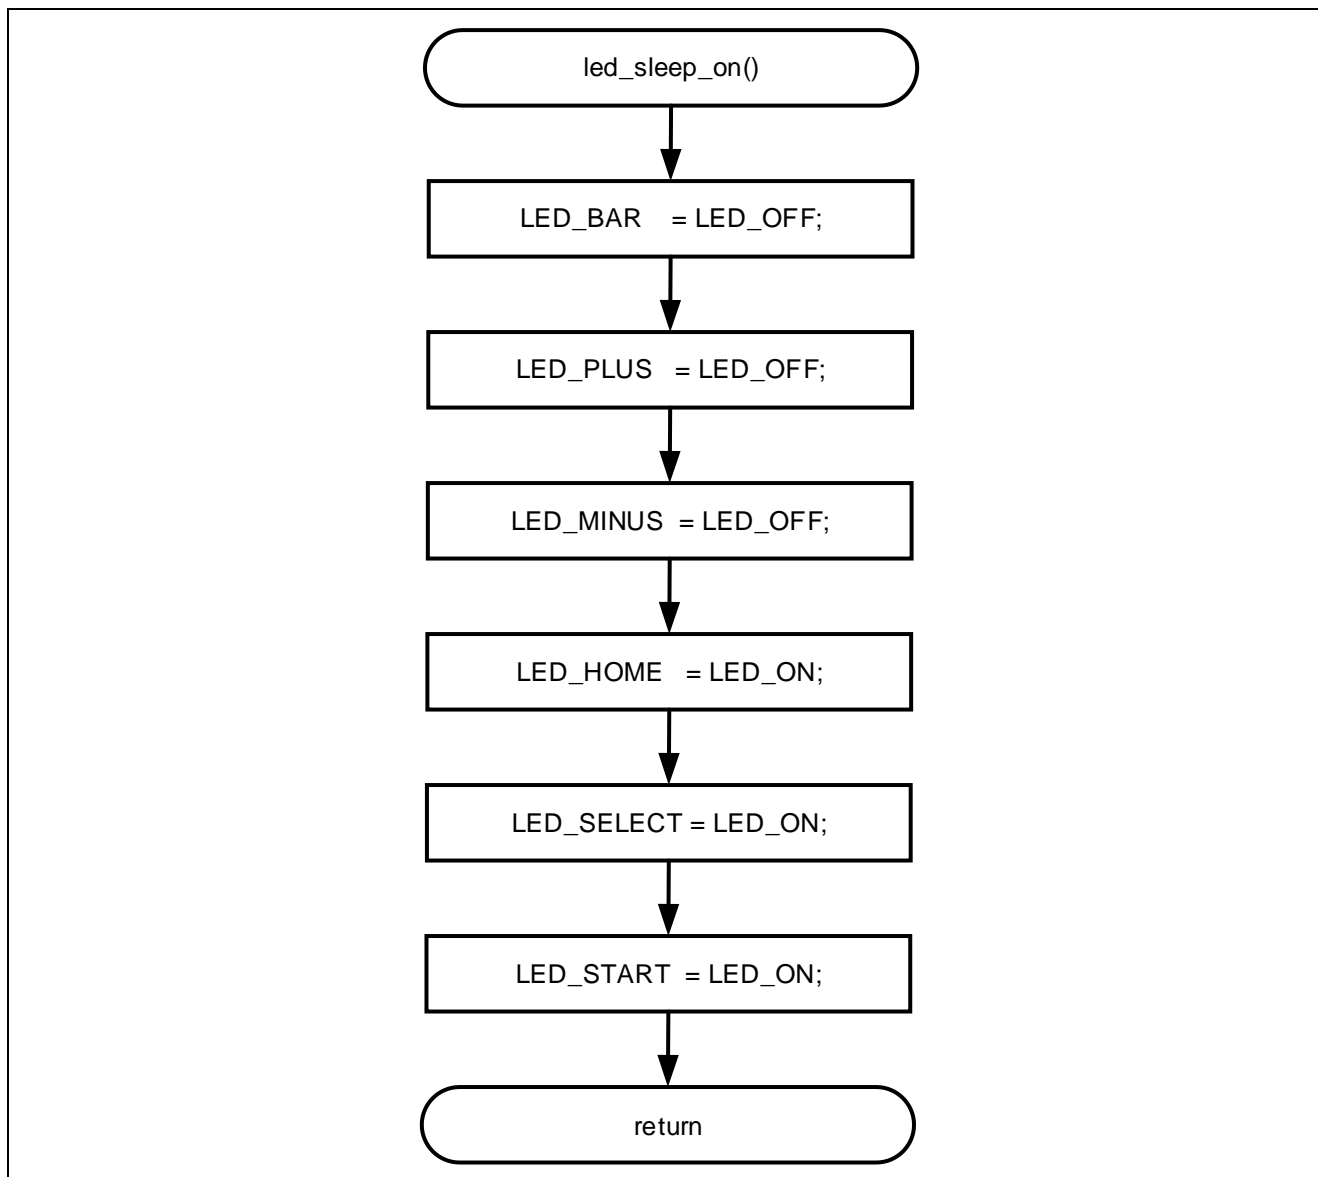 led_sleep_on()
LED_BAR    = LED_OFF;
LED_PLUS   = LED_OFF;
LED_MINUS  = LED_OFF;
LED_HOME   = LED_ON;
LED_SELECT = LED_ON;
LED_START  = LED_ON;
return